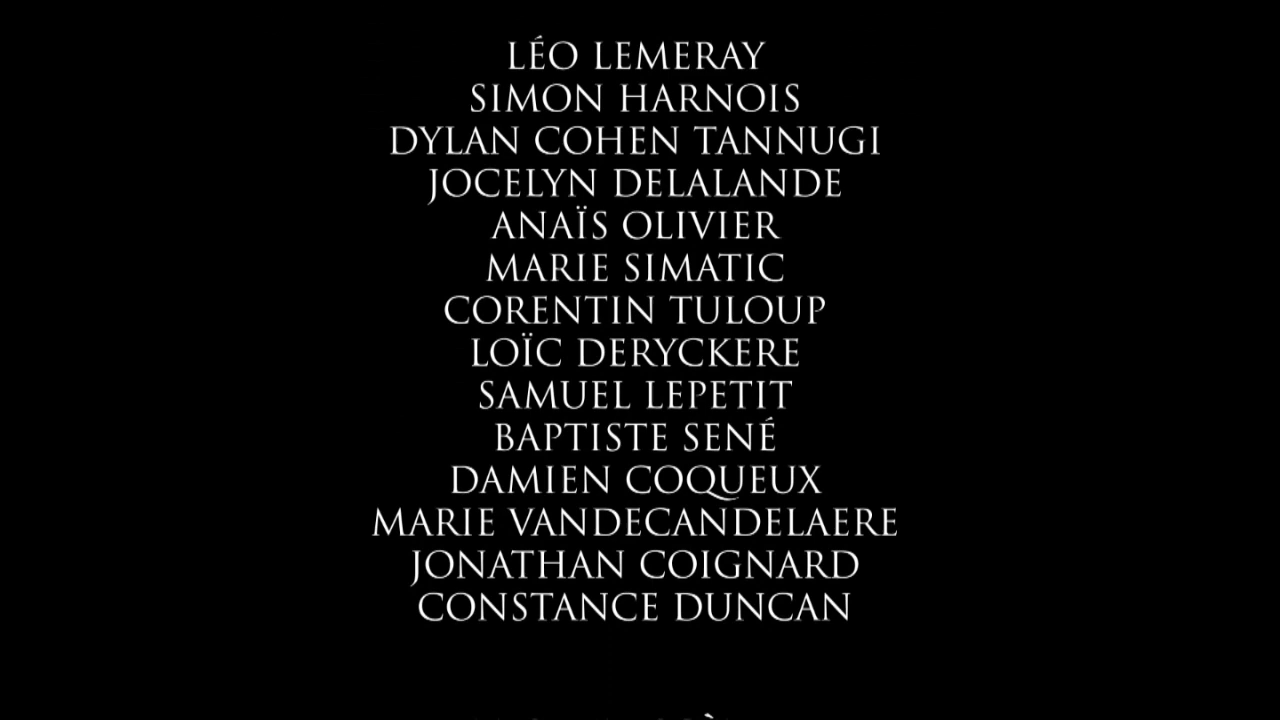 LÉO LEMERAY
SIMON HARNOIS
DYLAN COHEN TANNUGI
JOCELYN DELALANDE
ANAÏS OLIVIER
MARIE SIMATIC
CORENTIN TULOUP
LOÏC DERYCKERE
SAMUEL LEPETIT
BAPTISTE SENÉ
DAMIEN COQUEUX
MARIE VANDECANDELAERE
JONATHAN COIGNARD
CONSTANCE DUNCAN